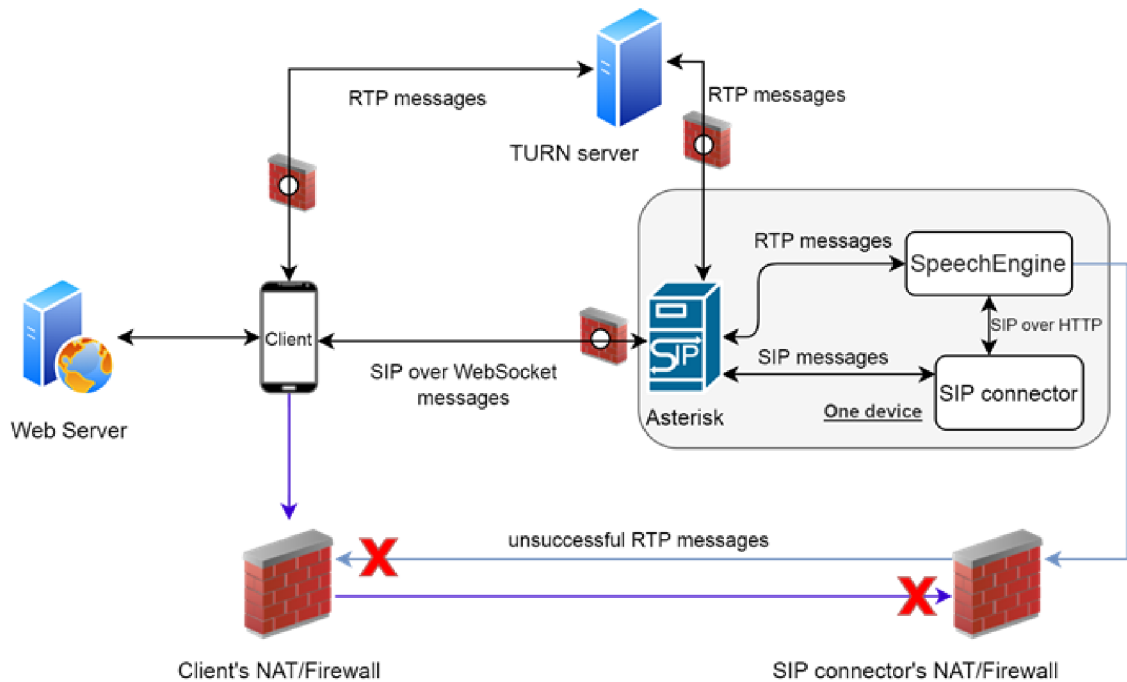 RTP messages
RTP messages
TURN server
RTP messages
SpeechEngine
Client
SIP over HTTP
SIP
SIP over WebSocket
messages
SIP messages
SIP connector
Web Server
Asterisk
One device
unsuccessful RTP messages
Client's NAT/Firewall
SIP connector's NAT/Firewall